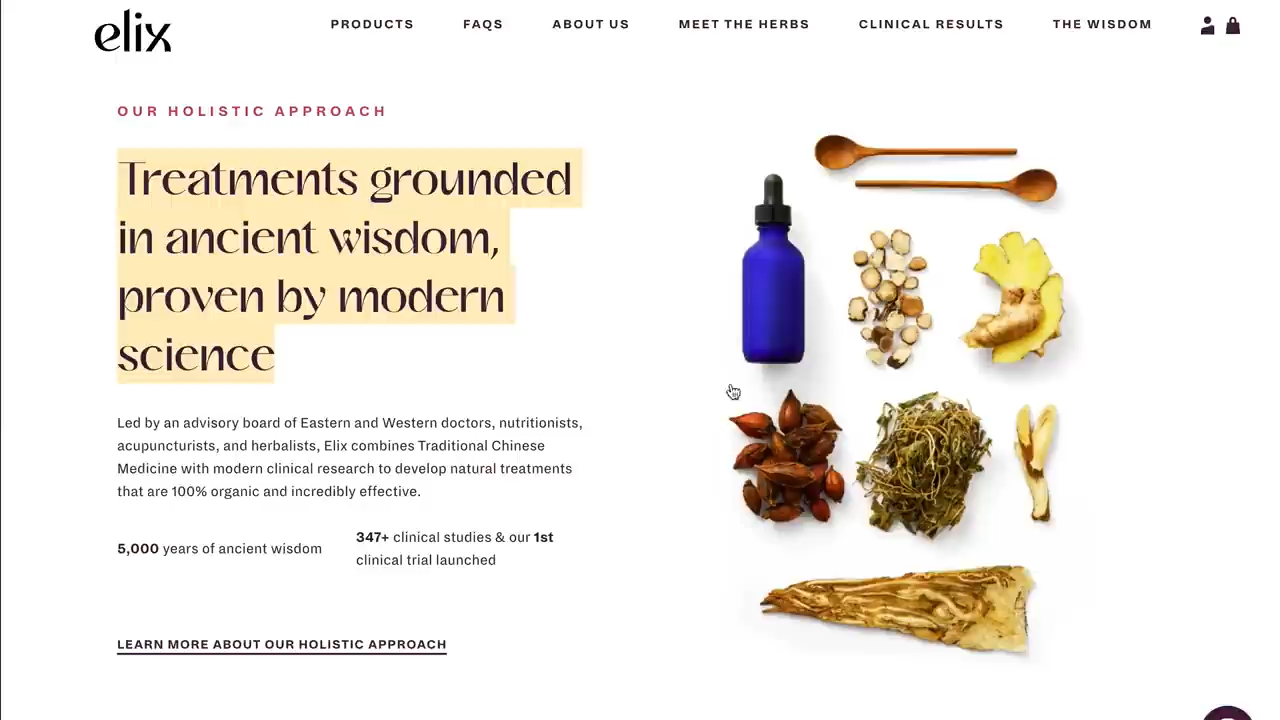 elix
PRODUCTS FAQS ABOUT US MEET THE HERBS CLINICAL RESULTS THE WISDOM
OUR HOLISTIC APPROACH
Treatments grounded
in ancient wisdom,
proven by modern
science
Led by an advisory board of Eastern and Western doctors, nutritionists,
acupuncturists, and herbalists, Elix combines Traditional Chinese
Medicine with modern clinical research to develop natural treatments
that are 100% organic and incredibly effective.
5,000 years of ancient wisdom
347+ clinical studies & our 1st
clinical trial launched
LEARN MORE ABOUT OUR HOLISTIC APPROACH